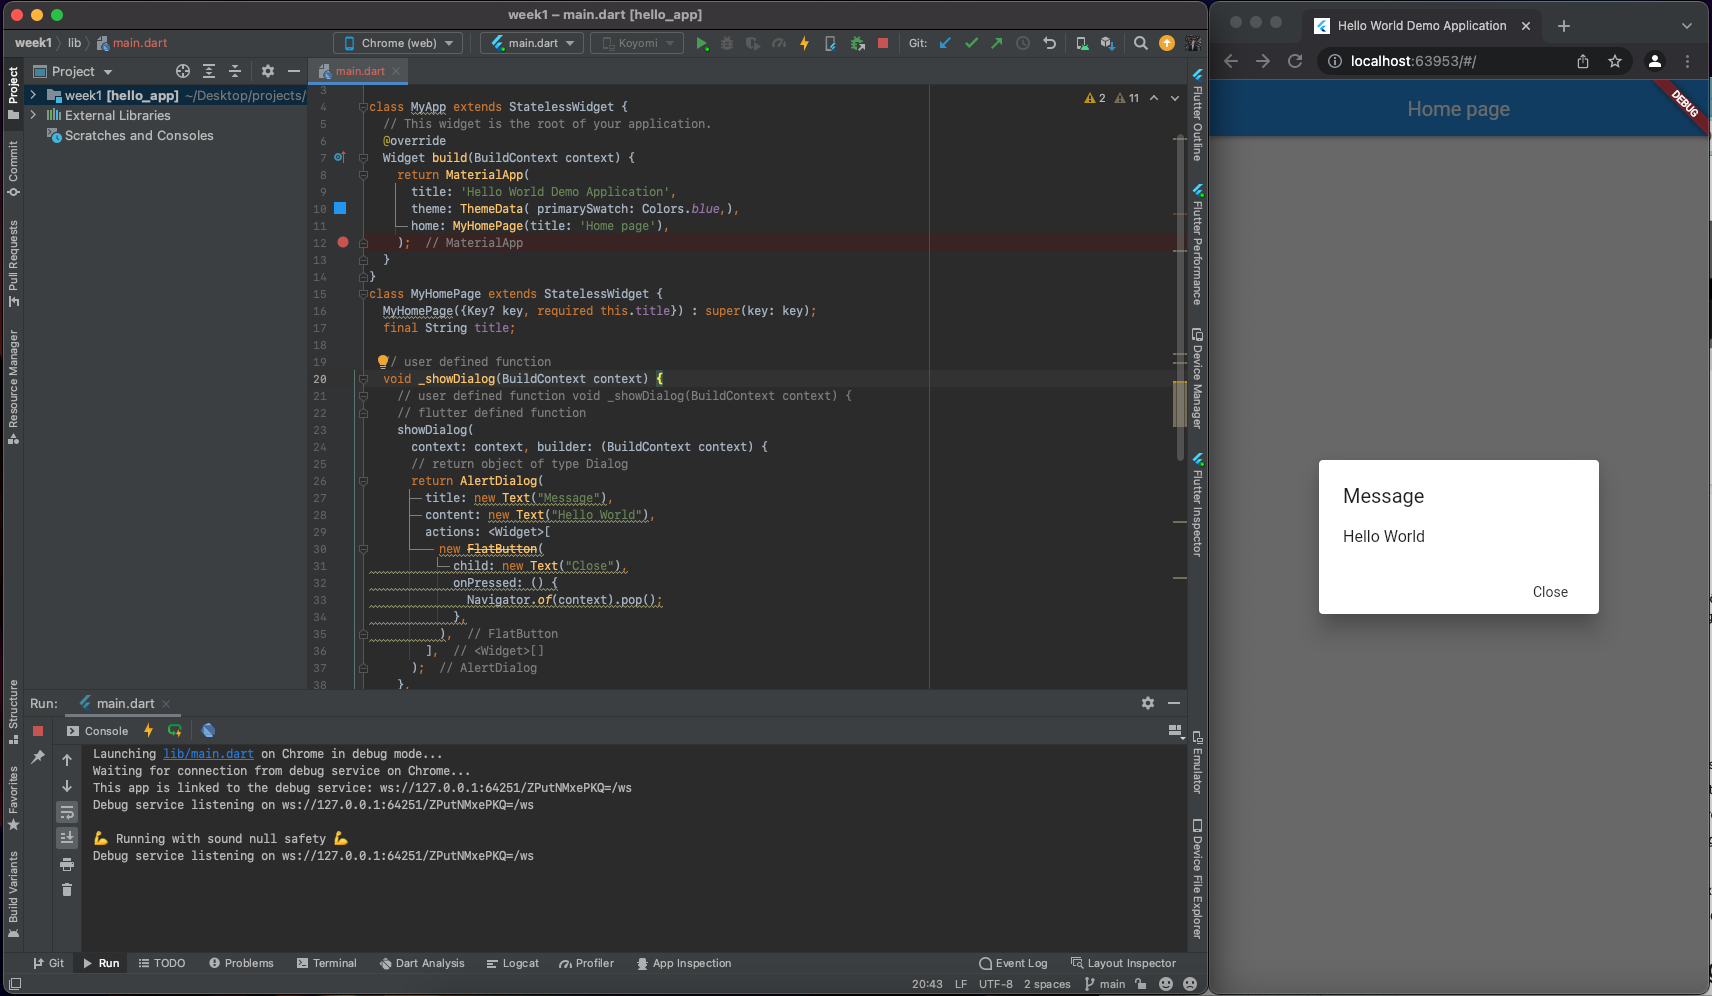 week1 – main.dart [hello_app]
week1 › lib › main.dart
Chrome (web)
main.dart
Koyomi
Git:
Project
main.dart
week1 [hello_app] ~/Desktop/projects/
External Libraries
Scratches and Consoles
2 11
3
4 class MyApp extends StatelessWidget {
5 // This widget is the root of your application.
6 @override
7 Widget build(BuildContext context) {
8 return MaterialApp(
9 title: 'Hello World Demo Application',
10 theme: ThemeData( primarySwatch: Colors.blue,),
11 home: MyHomePage(title: 'Home page'),
12 ); // MaterialApp
13 }
14 }
15 class MyHomePage extends StatelessWidget {
16 MyHomePage({Key? key, required this.title}) : super(key: key);
17 final String title;
18
19 // user defined function
20 void _showDialog(BuildContext context) {
21 // user defined function void _showDialog(BuildContext context) {
22 // flutter defined function
23 showDialog(
24 context: context, builder: (BuildContext context) {
25 // return object of type Dialog
26 return AlertDialog(
27 title: new Text("Message"),
28 content: new Text("Hello World"),
29 actions: <Widget>[
30 new FlatButton(
31 child: new Text("Close"),
32 onPressed: () {
33 Navigator.of(context).pop();
34 },
35 ), // FlatButton
36 ], // <Widget>[]
37 ); // AlertDialog
38 },
Project
Commit
Pull Requests
Resource Manager
Structure
Favorites
Build Variants
Flutter Outline
Flutter Performance
Device Manager
Flutter Inspector
Emulator
Device File Explorer
Run: main.dart
Console
Launching lib/main.dart on Chrome in debug mode...
Waiting for connection from debug service on Chrome...
This app is linked to the debug service: ws://127.0.0.1:64251/ZPutNMxePKQ=/ws
Debug service listening on ws://127.0.0.1:64251/ZPutNMxePKQ=/ws
💪 Running with sound null safety 💪
Debug service listening on ws://127.0.0.1:64251/ZPutNMxePKQ=/ws
Git Run TODO Problems Terminal Dart Analysis Logcat Profiler App Inspection Event Log Layout Inspector
20:43 LF UTF-8 2 spaces main
Hello World Demo Application
localhost:63953/#/
Home page
DEBUG
Message
Hello World
Close